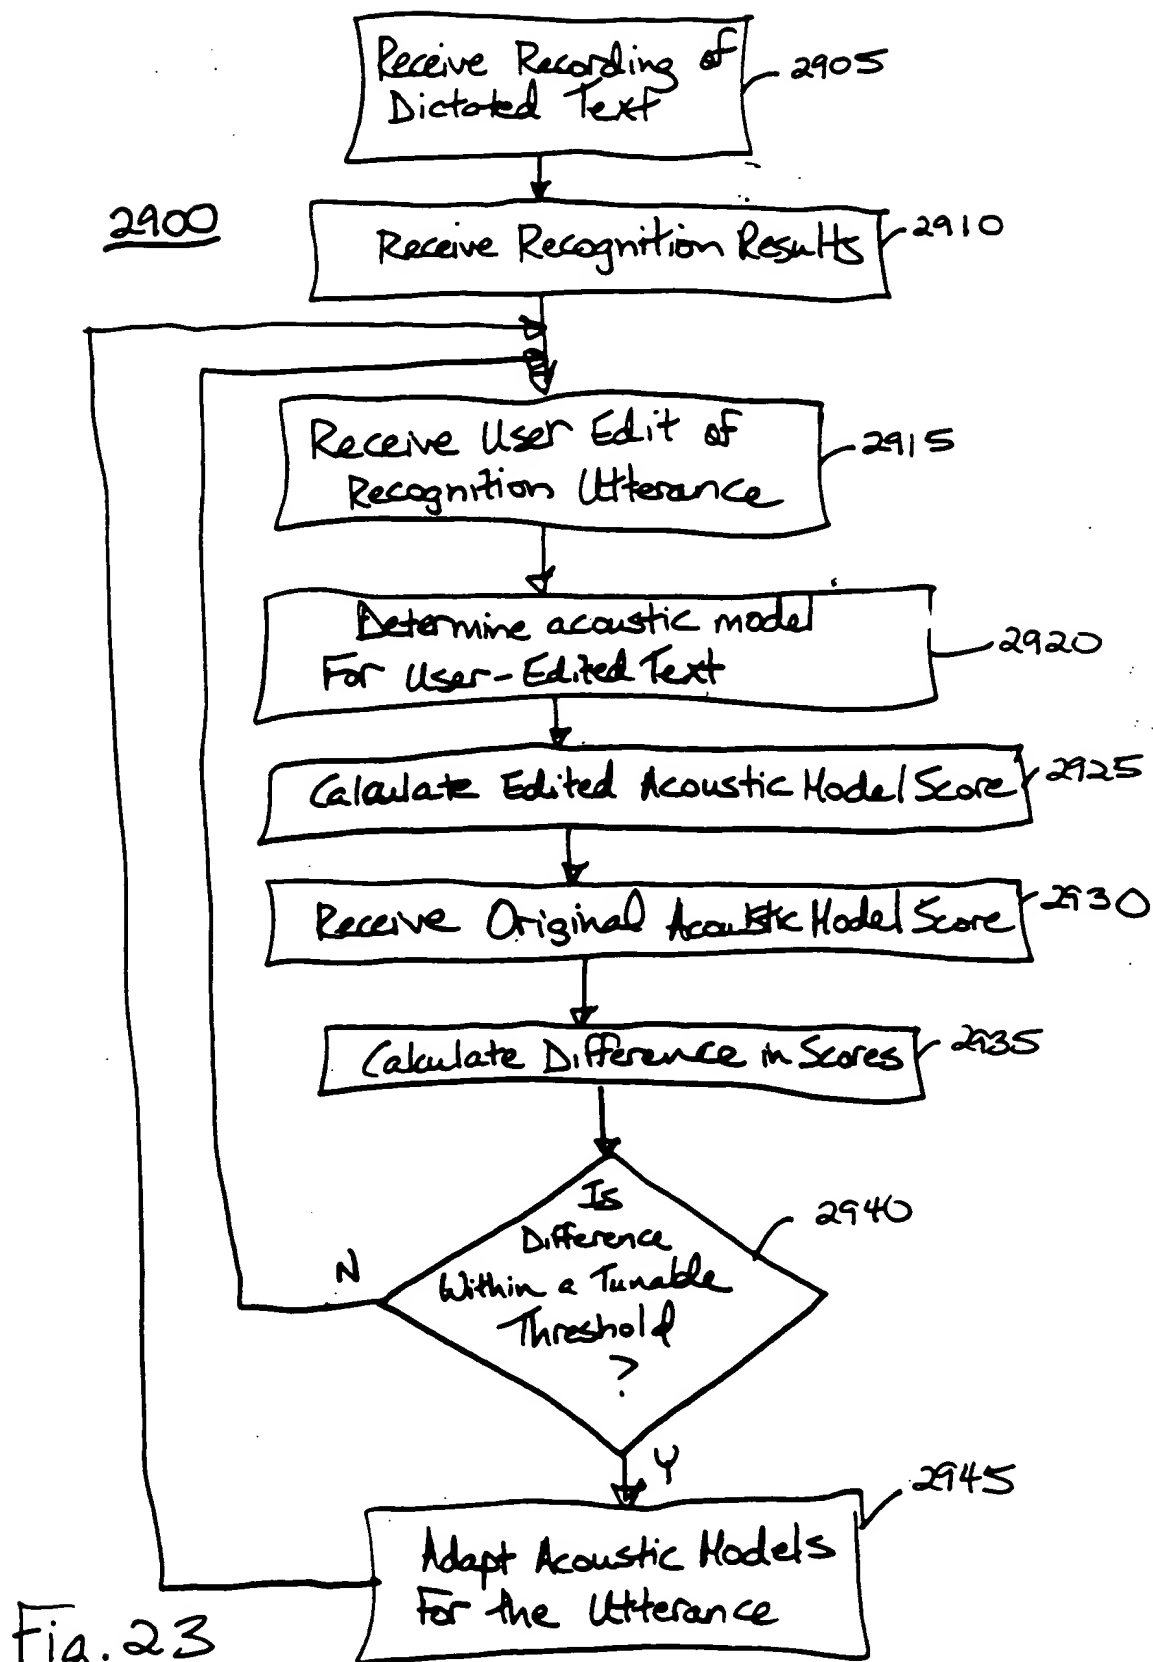 Receive Recording of
Dictated Text
2905
2900
Receive Recognition Results
2910
Receive User Edit of
Recognition Utterance
2915
Determine acoustic model
For User-Edited Text
2920
Calculate Edited Acoustic Model Score
2925
Receive Original Acoustic Model Score
2930
Calculate Difference in Scores
2935
Is
Difference
Within a Tunable
Threshold
?
2940
N
Y
2945
Adapt Acoustic Models
For the Utterance
Fig. 23